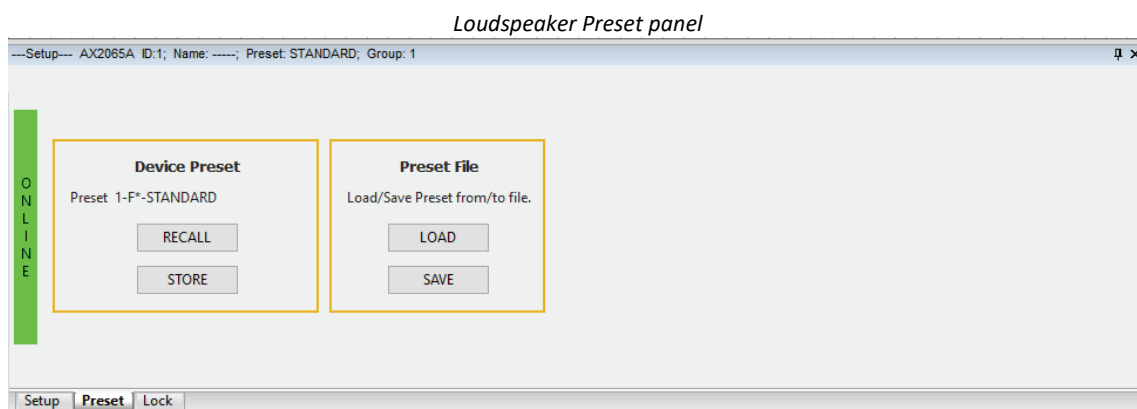 Loudspeaker Preset panel
---Setup--- AX2065A ID:1; Name: -----; Preset: STANDARD; Group: 1
ONLINE
Device Preset
Preset 1-F*-STANDARD
RECALL
STORE
Preset File
Load/Save Preset from/to file.
LOAD
SAVE
Setup Preset Lock